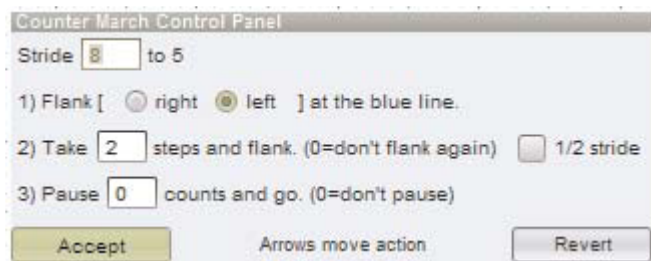 Counter March Control Panel
Stride 8 to 5
1) Flank [ right left ] at the blue line.
2) Take 2 steps and flank. (0=don't flank again) 1/2 stride
3) Pause 0 counts and go. (0=don't pause)
Accept Arrows move action Revert